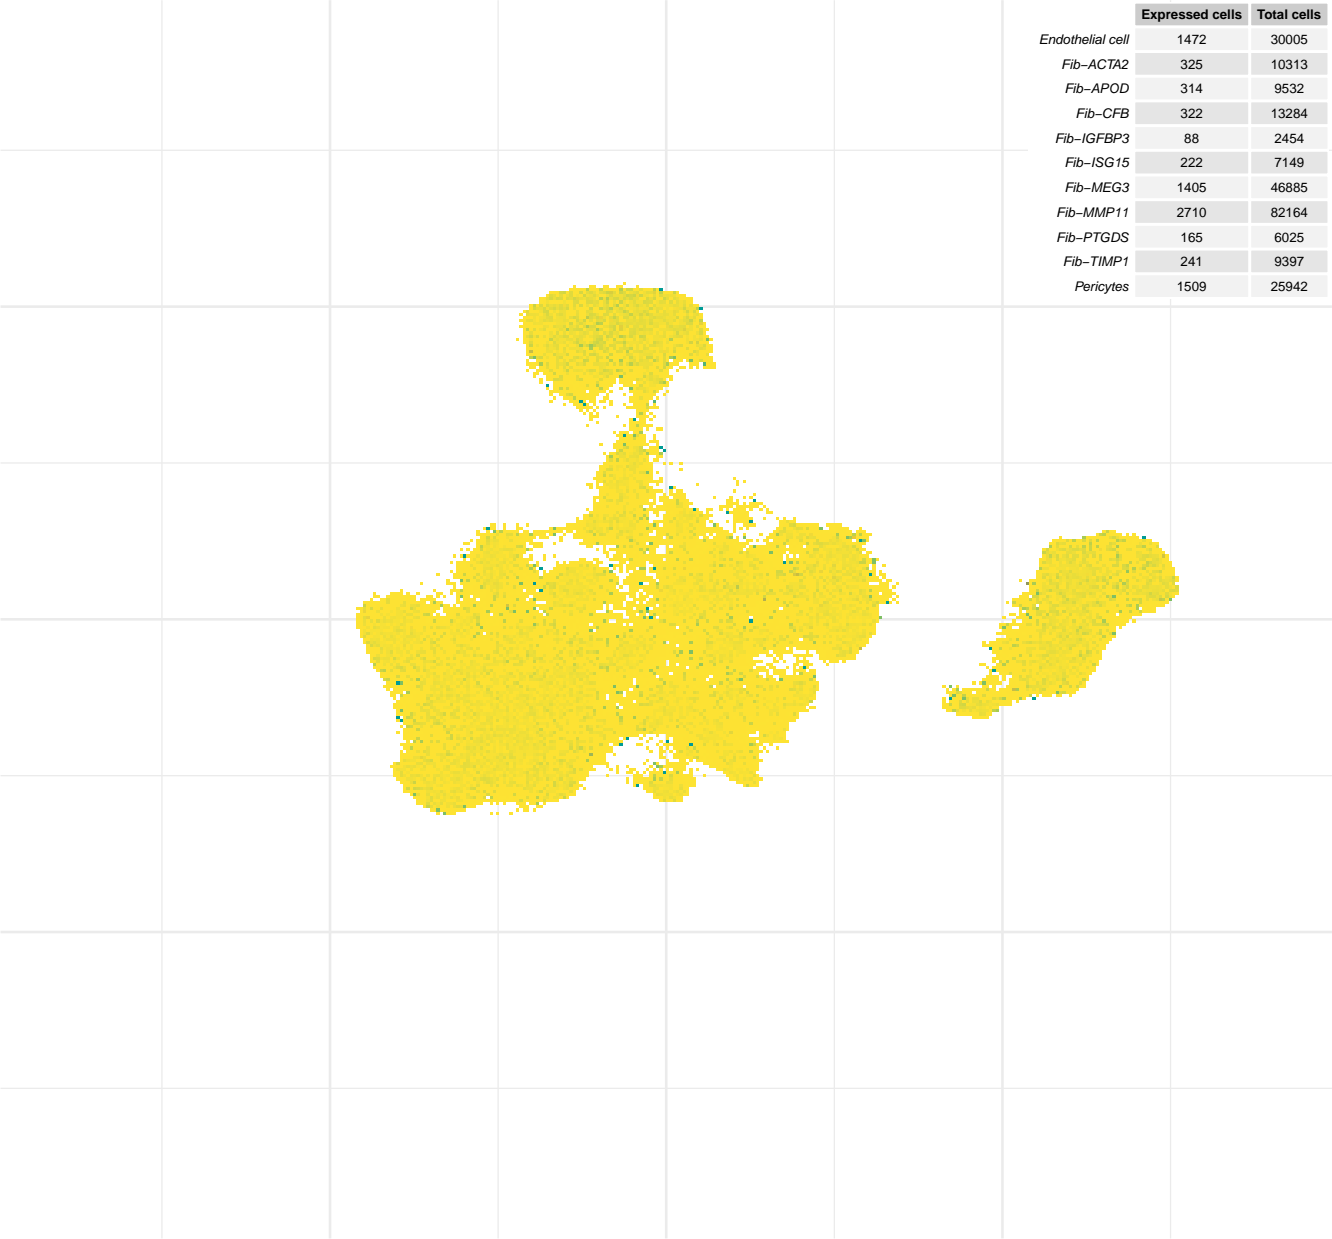 Expressed cells Total cells
Endothelial cell 1472 30005
Fib−ACTA2 325 10313
Fib−APOD 314 9532
Fib−CFB 322 13284
Fib−IGFBP3 88 2454
Fib−ISG15 222 7149
Fib−MEG3 1405 46885
Fib−MMP11 2710 82164
Fib−PTGDS 165 6025
Fib−TIMP1 241 9397
Pericytes 1509 25942